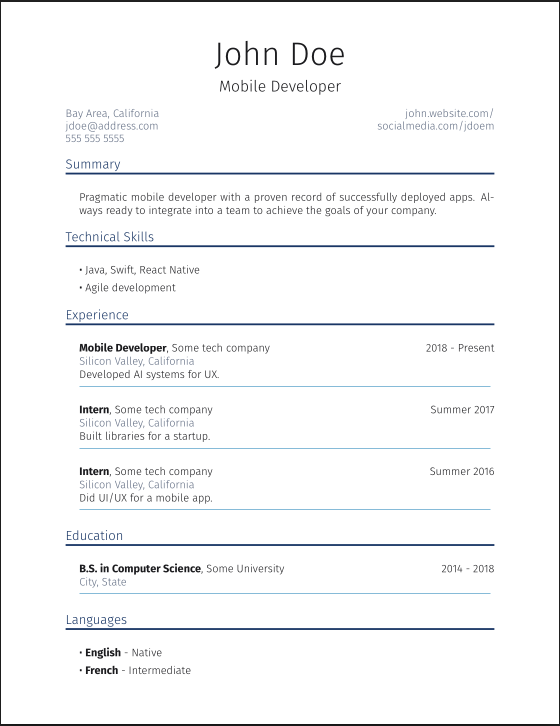 John Doe
Mobile Developer
Bay Area, California
jdoe@address.com
555 555 5555
john.website.com/
socialmedia.com/jdoem
Summary
Pragmatic mobile developer with a proven record of successfully deployed apps. Al-
ways ready to integrate into a team to achieve the goals of your company.
Technical Skills
• Java, Swift, React Native
• Agile development
Experience
Mobile Developer, Some tech company 2018 - Present
Silicon Valley, California
Developed AI systems for UX.
Intern, Some tech company Summer 2017
Silicon Valley, California
Built libraries for a startup.
Intern, Some tech company Summer 2016
Silicon Valley, California
Did UI/UX for a mobile app.
Education
B.S. in Computer Science, Some University 2014 - 2018
City, State
Languages
• English - Native
• French - Intermediate